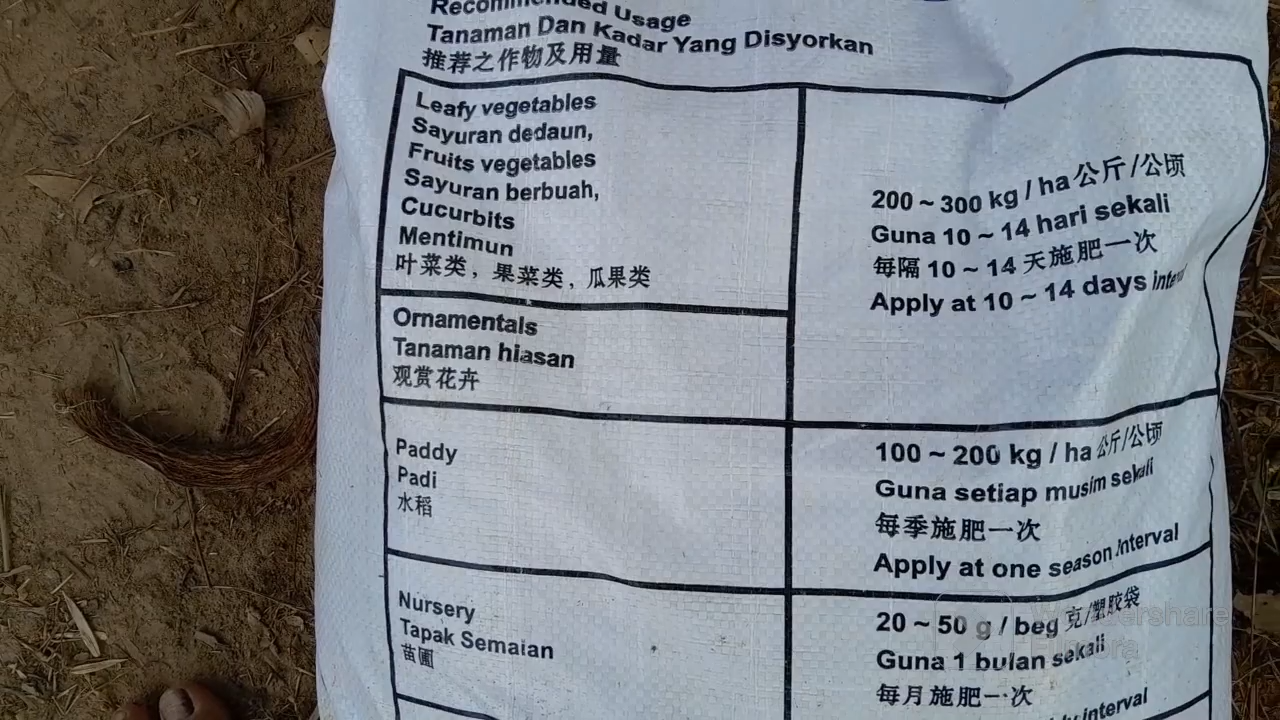 Recommended Usage
Tanaman Dan Kadar Yang Disyorkan
推荐之作物及用量
Leafy vegetables
Sayuran dedaun,
Fruits vegetables
Sayuran berbuah,
Cucurbits
Mentimun
叶菜类, 果菜类, 瓜果类
200 ~ 300 kg / ha 公斤/公顷
Guna 10 ~ 14 hari sekali
每隔 10 ~ 14 天施肥一次
Apply at 10 ~ 14 days
Ornamentals
Tanaman hiasan
观赏花卉
Paddy
Padi
水稻
100 ~ 200 kg / ha 公斤/公顷
Guna setiap musim sekali
每季施肥一次
Apply at one season interval
Nursery
Tapak Semaian
苗圃
20 ~ 50 g / beg 克/塑胶袋
Guna 1 bulan sekali
每月施肥一次
interval
Wondershare
Filmora